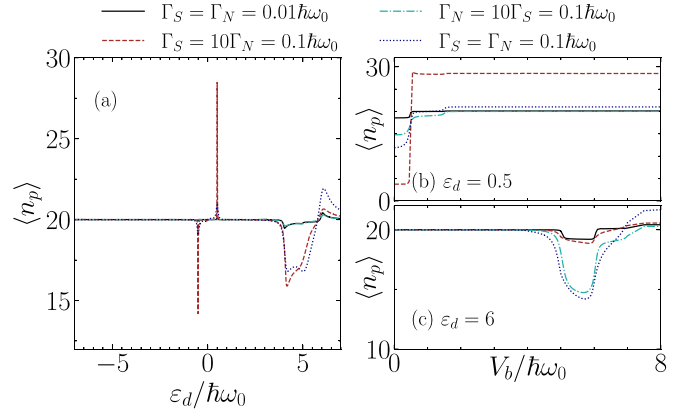 Γ_S = Γ_N = 0.01ħω_0
N = 10Γ_S = 0.1ħω_0
Γ_S = 10Γ_N = 0.1ħω_0
Γ_S = Γ_N = 0.1ħω_0
30
25
20
15
⟨n_p⟩
(a)
−5
0
5
ε_d/ħω_0
30
0
⟨n_p⟩
(b) ε_d = 0.5
20
10
⟨n_p⟩
(c) ε_d = 6
0
8
V_b/ħω_0